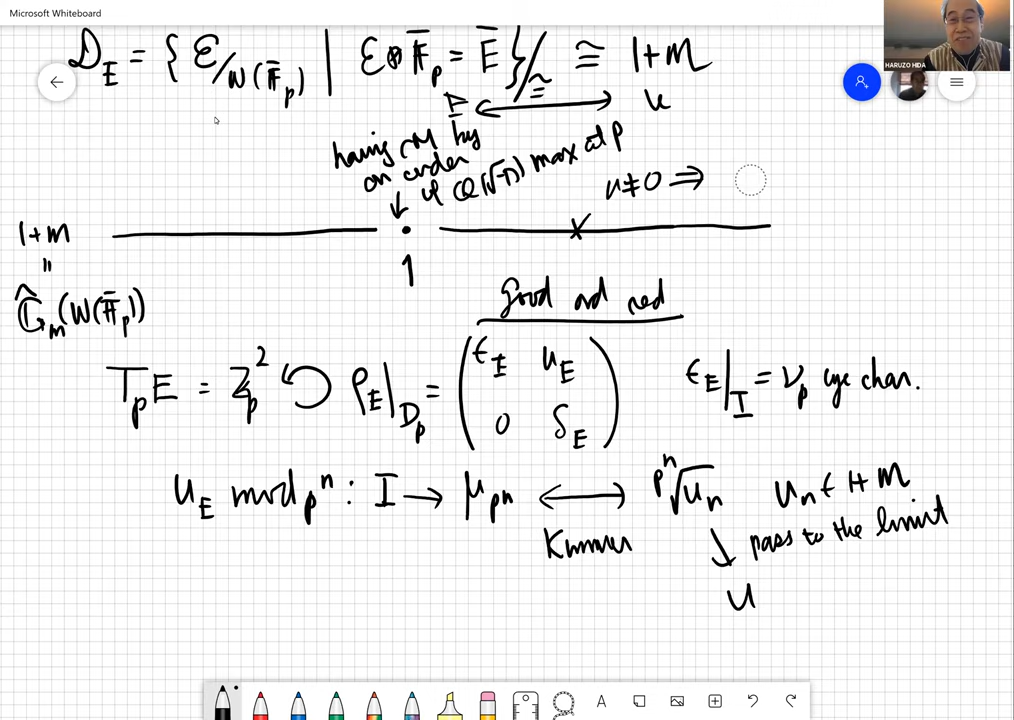 Microsoft Whiteboard
HARUZO HIDA
D_E = { ℰ/W(F̄_p) | ℰ ⊗ F̄_p = Ē }/≅ ≅ 1+m
E ⟷ u
having CM by
an order
of Q(√-D) max at p
u ≠ 0 ⇒
1+m
1
"
Ĝ_m(W(F̄_p))
Good ord red
T_pE = Z_p^2 ↺ ρ_E|_{D_p} = ( ε_E u_E ; 0 δ_E ) ε_E|_I = ν_p cyc char.
u_E mod p^n : I → μ_{p^n} ⟷ ^{p^n}√u_n u_n ∈ 1+m
Kummer
↓ pass to the limit
u
A